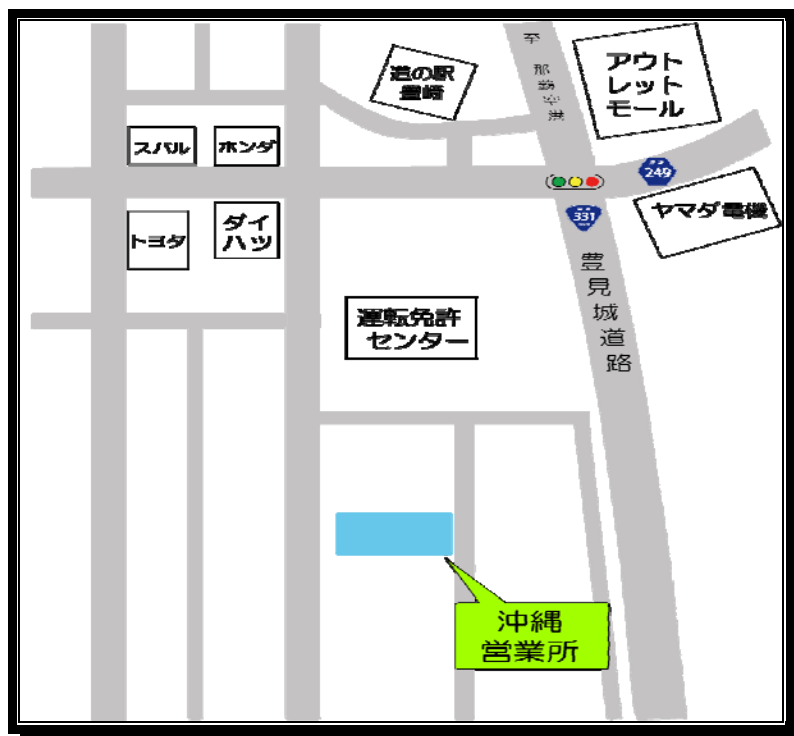 至
那覇空港
アウト
レット
モール
道の駅
豊崎
スバル
ホンダ
249
ヤマダ電機
トヨタ
ダイ
ハツ
331
豊見城道路
運転免許
センター
沖縄
営業所